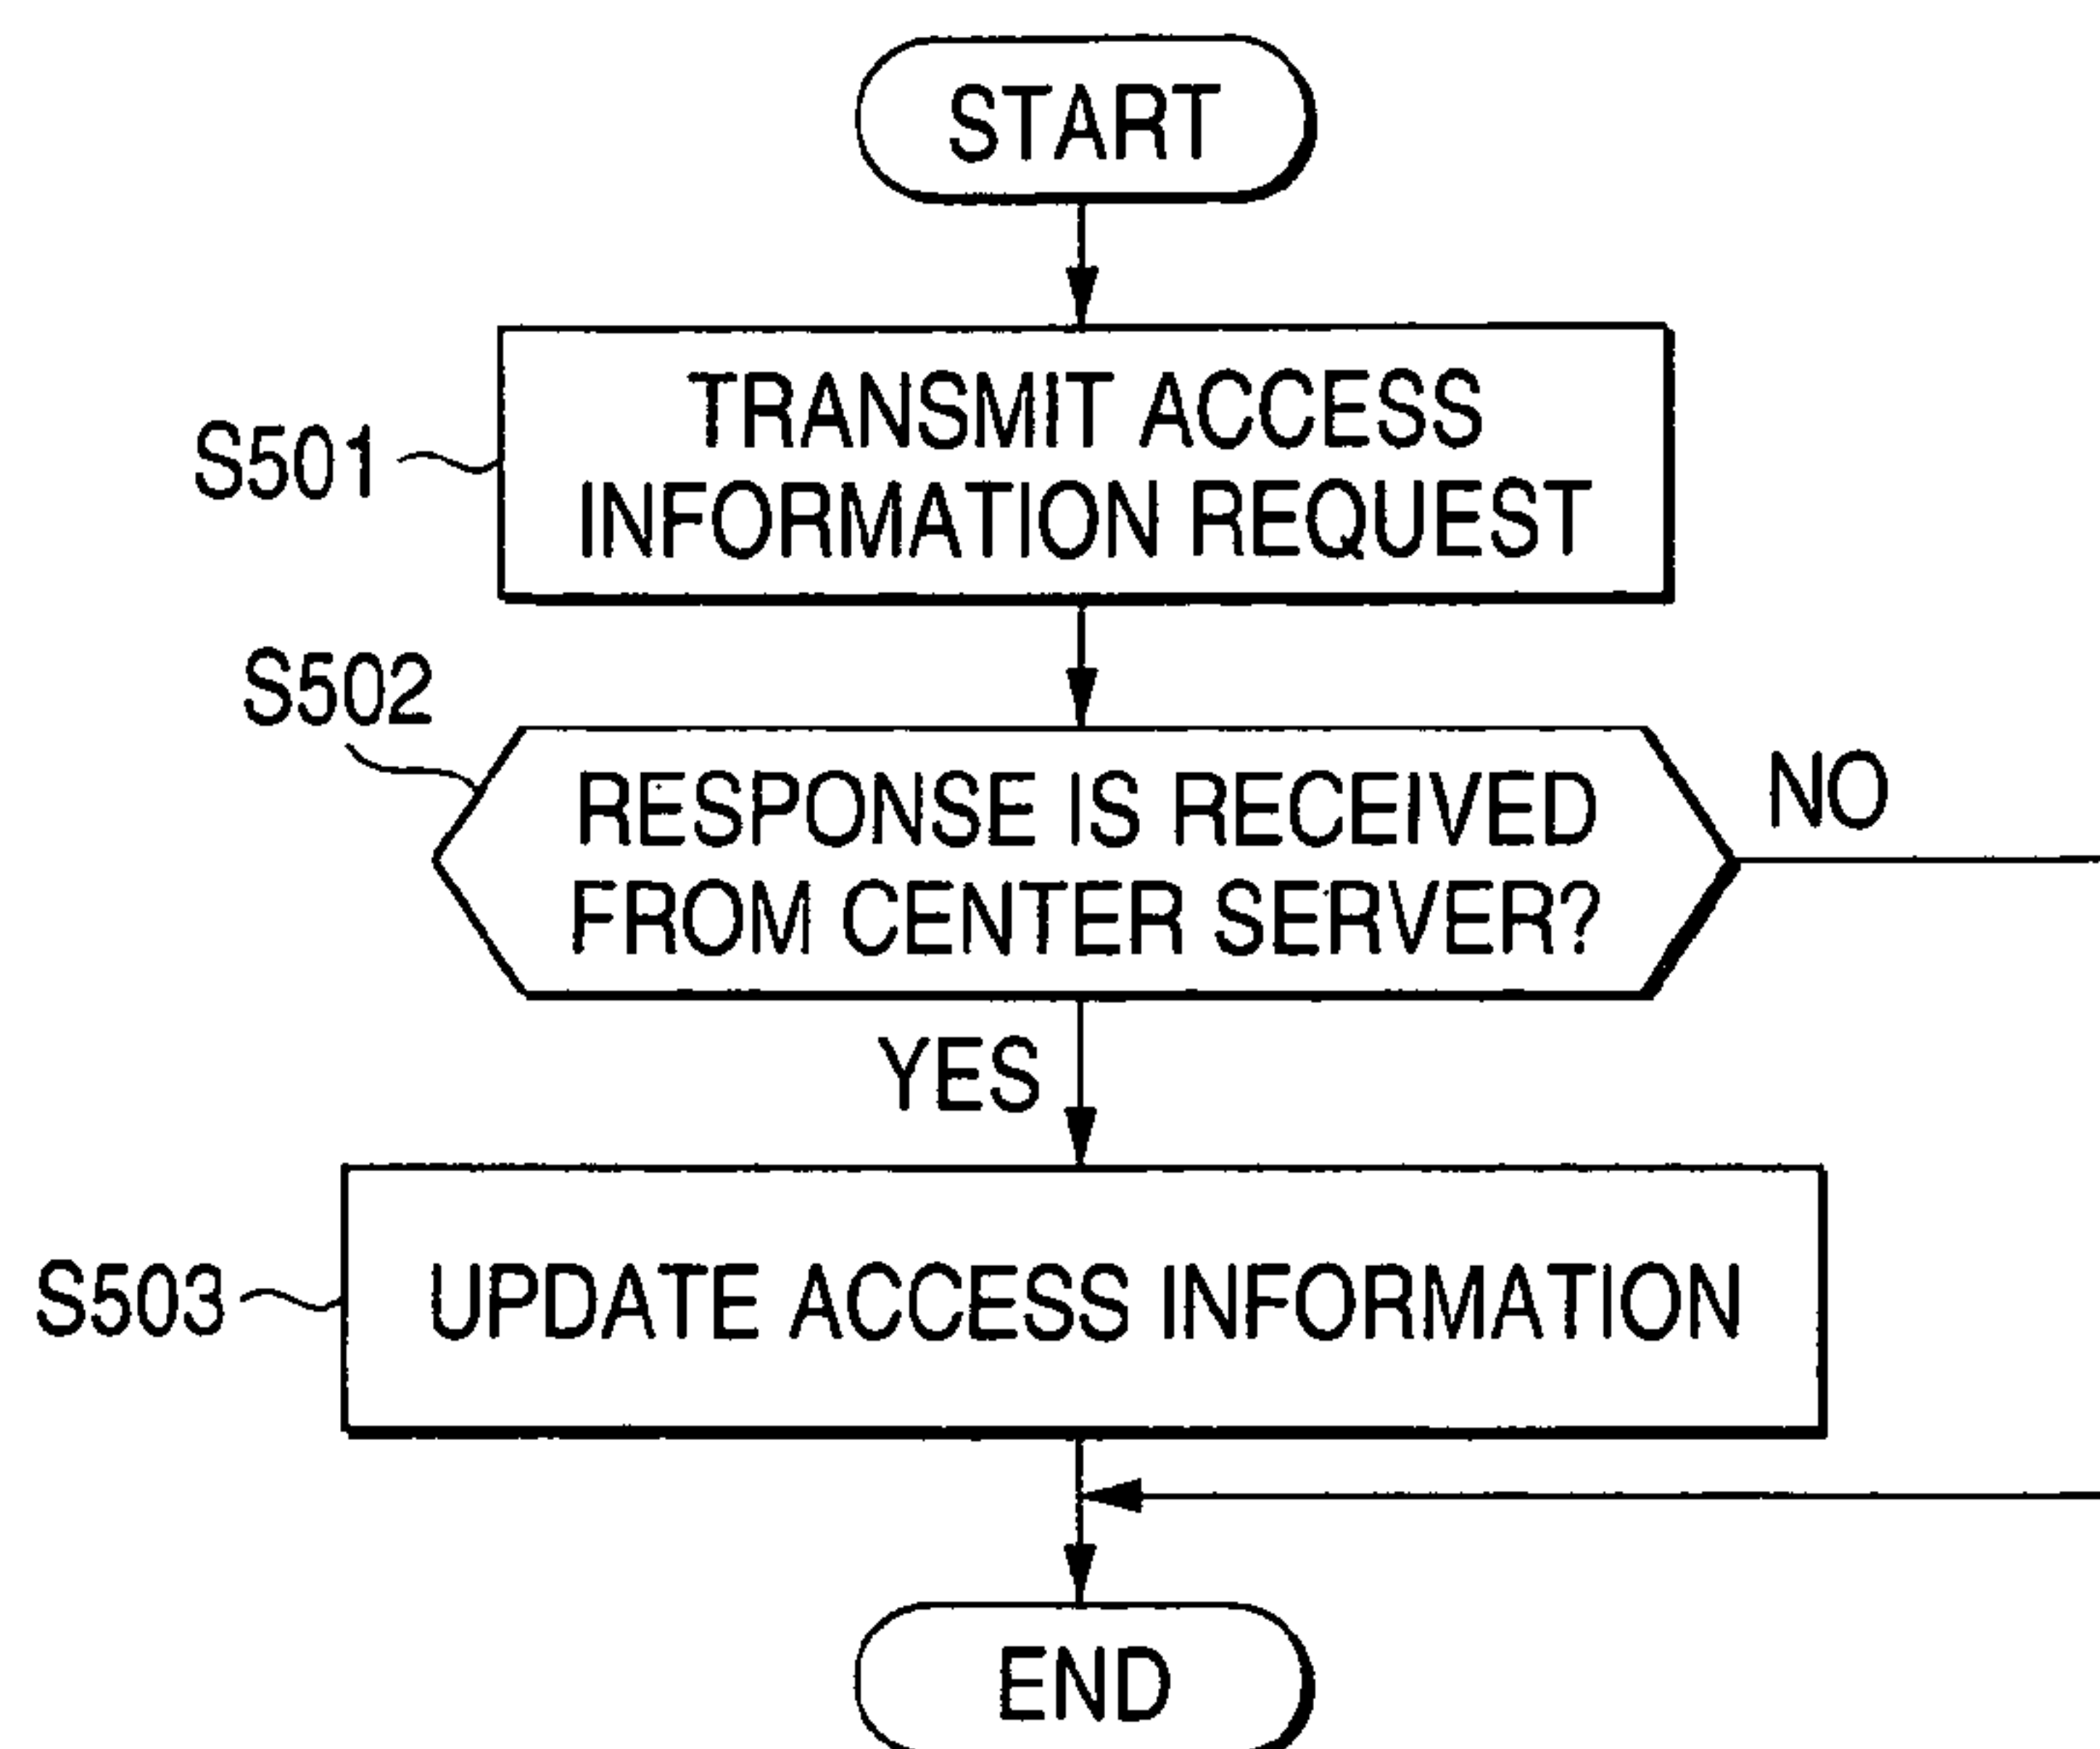 START
S501
TRANSMIT ACCESS
INFORMATION REQUEST
S502
RESPONSE IS RECEIVED
FROM CENTER SERVER?
NO
YES
S503
UPDATE ACCESS INFORMATION
END